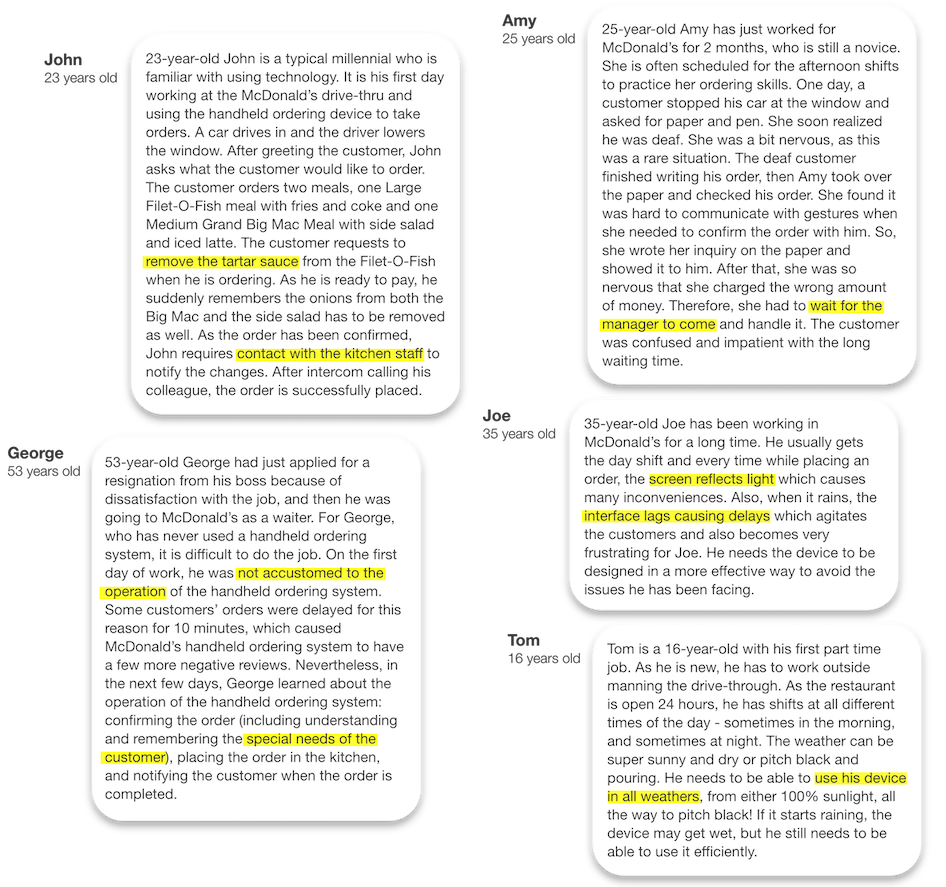 John
23 years old
23-year-old John is a typical millennial who is
familiar with using technology. It is his first day
working at the McDonald's drive-thru and
using the handheld ordering device to take
orders. A car drives in and the driver lowers
the window. After greeting the customer, John
asks what the customer would like to order.
The customer orders two meals, one Large
Filet-O-Fish meal with fries and coke and one
Medium Grand Big Mac Meal with side salad
and iced latte. The customer requests to
remove the tartar sauce from the Filet-O-Fish
when he is ordering. As he is ready to pay, he
suddenly remembers the onions from both the
Big Mac and the side salad has to be removed
as well. As the order has been confirmed,
John requires contact with the kitchen staff to
notify the changes. After intercom calling his
colleague, the order is successfully placed.
Amy
25 years old
25-year-old Amy has just worked for
McDonald's for 2 months, who is still a novice.
She is often scheduled for the afternoon shifts
to practice her ordering skills. One day, a
customer stopped his car at the window and
asked for paper and pen. She soon realized
he was deaf. She was a bit nervous, as this
was a rare situation. The deaf customer
finished writing his order, then Amy took over
the paper and checked his order. She found it
was hard to communicate with gestures when
she needed to confirm the order with him. So,
she wrote her inquiry on the paper and
showed it to him. After that, she was so
nervous that she charged the wrong amount
of money. Therefore, she had to wait for the
manager to come and handle it. The customer
was confused and impatient with the long
waiting time.
George
53 years old
53-year-old George had just applied for a
resignation from his boss because of
dissatisfaction with the job, and then he was
going to McDonald's as a waiter. For George,
who has never used a handheld ordering
system, it is difficult to do the job. On the first
day of work, he was not accustomed to the
operation of the handheld ordering system.
Some customers' orders were delayed for this
reason for 10 minutes, which caused
McDonald's handheld ordering system to have
a few more negative reviews. Nevertheless, in
the next few days, George learned about the
operation of the handheld ordering system:
confirming the order (including understanding
and remembering the special needs of the
customer), placing the order in the kitchen,
and notifying the customer when the order is
completed.
Joe
35 years old
35-year-old Joe has been working in
McDonald's for a long time. He usually gets
the day shift and every time while placing an
order, the screen reflects light which causes
many inconveniences. Also, when it rains, the
interface lags causing delays which agitates
the customers and also becomes very
frustrating for Joe. He needs the device to be
designed in a more effective way to avoid the
issues he has been facing.
Tom
16 years old
Tom is a 16-year-old with his first part time
job. As he is new, he has to work outside
manning the drive-through. As the restaurant
is open 24 hours, he has shifts at all different
times of the day - sometimes in the morning,
and sometimes at night. The weather can be
super sunny and dry or pitch black and
pouring. He needs to be able to use his device
in all weathers, from either 100% sunlight, all
the way to pitch black! If it starts raining, the
device may get wet, but he still needs to be
able to use it efficiently.